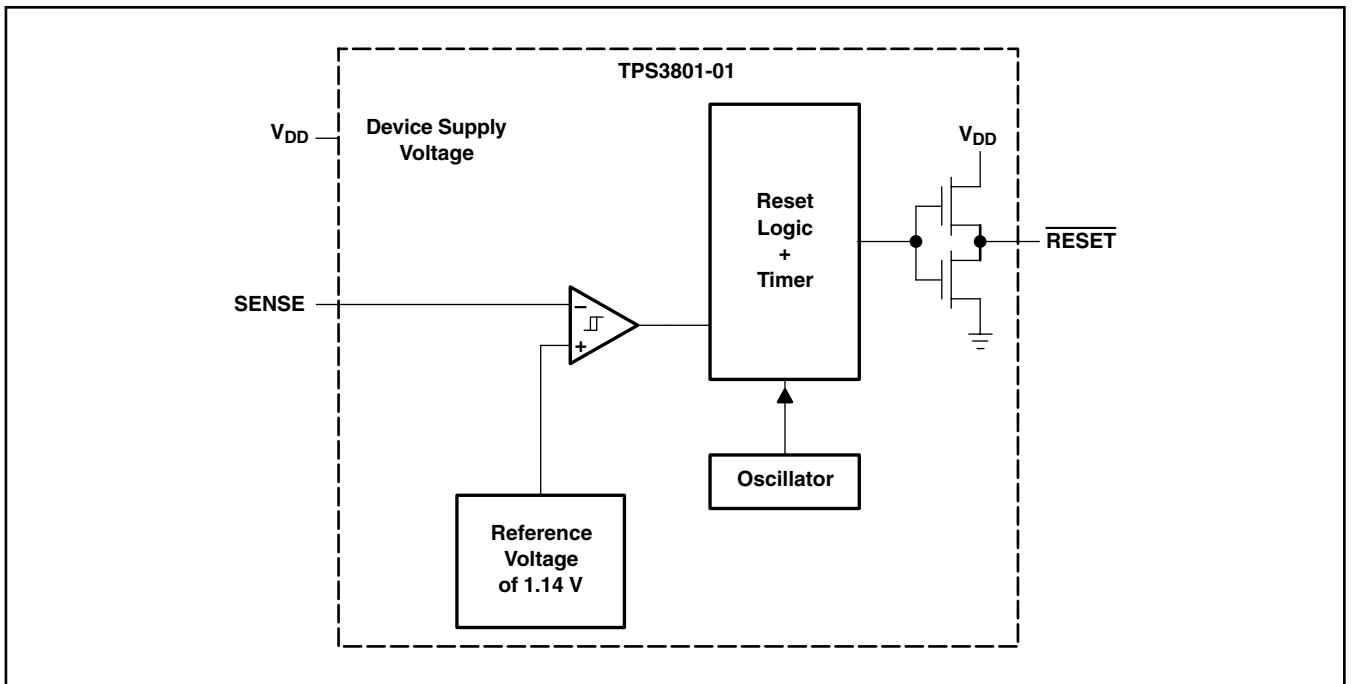 TPS3801-01
VDD
Device Supply
Voltage
VDD
Reset
Logic
+
Timer
RESET
SENSE
−
+
Oscillator
Reference
Voltage
of 1.14 V